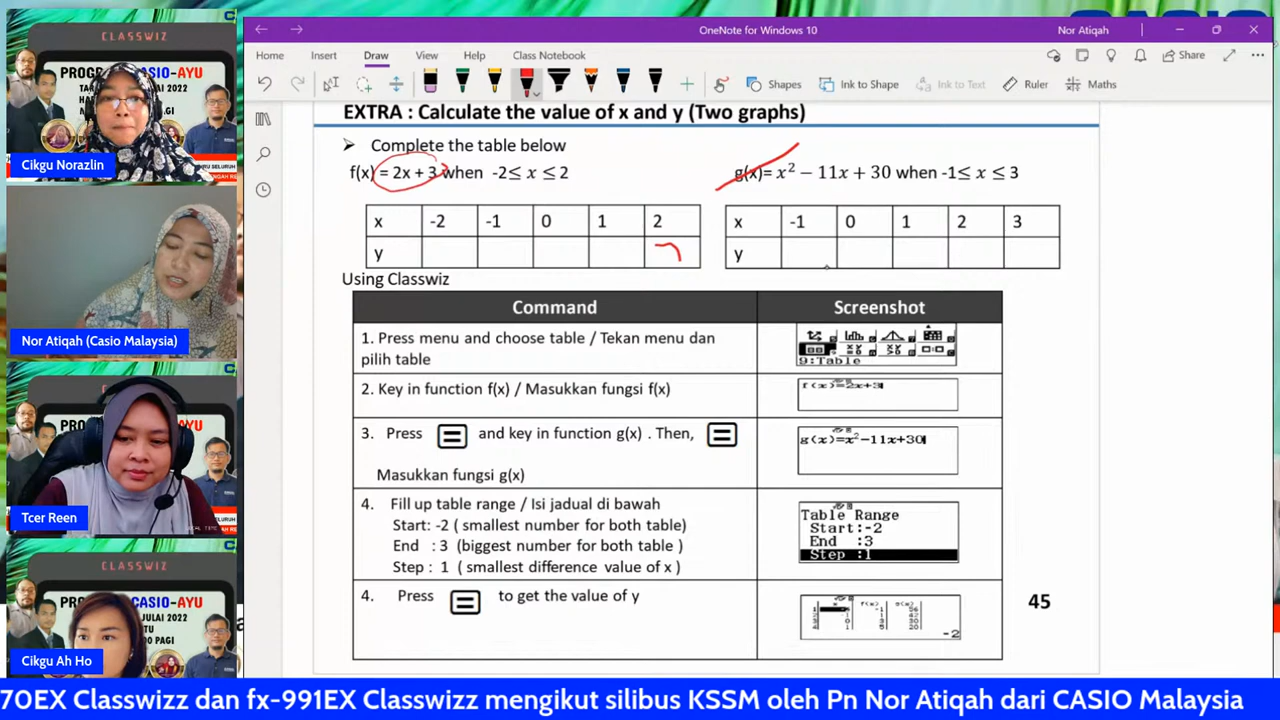 CLASSWIZ
Cikgu Norazlin
Nor Atiqah (Casio Malaysia)
Tcer Reen
CLASSWIZ
Cikgu Ah Ho
OneNote for Windows 10
Nor Atiqah
Home Insert Draw View Help Class Notebook
Share
Shapes Ink to Shape Ink to Text Ruler Maths
EXTRA : Calculate the value of x and y (Two graphs)
➤ Complete the table below
f(x) = 2x + 3 when -2≤ x ≤ 2
g(x)= x² − 11x + 30 when -1≤ x ≤ 3
x -2 -1 0 1 2
y 7
x -1 0 1 2 3
y
Using Classwiz
Command Screenshot
1. Press menu and choose table / Tekan menu dan
pilih table
9:Table
2. Key in function f(x) / Masukkan fungsi f(x)
f(x)=2x+3
3. Press = and key in function g(x) . Then, =
Masukkan fungsi g(x)
g(x)=x²−11x+30
4. Fill up table range / Isi jadual di bawah
Start: -2 ( smallest number for both table)
End : 3 (biggest number for both table )
Step : 1 ( smallest difference value of x )
Table Range
Start:-2
End :3
Step :1
4. Press = to get the value of y
-2
45
70EX Classwizz dan fx-991EX Classwizz mengikut silibus KSSM oleh Pn Nor Atiqah dari CASIO Malaysia